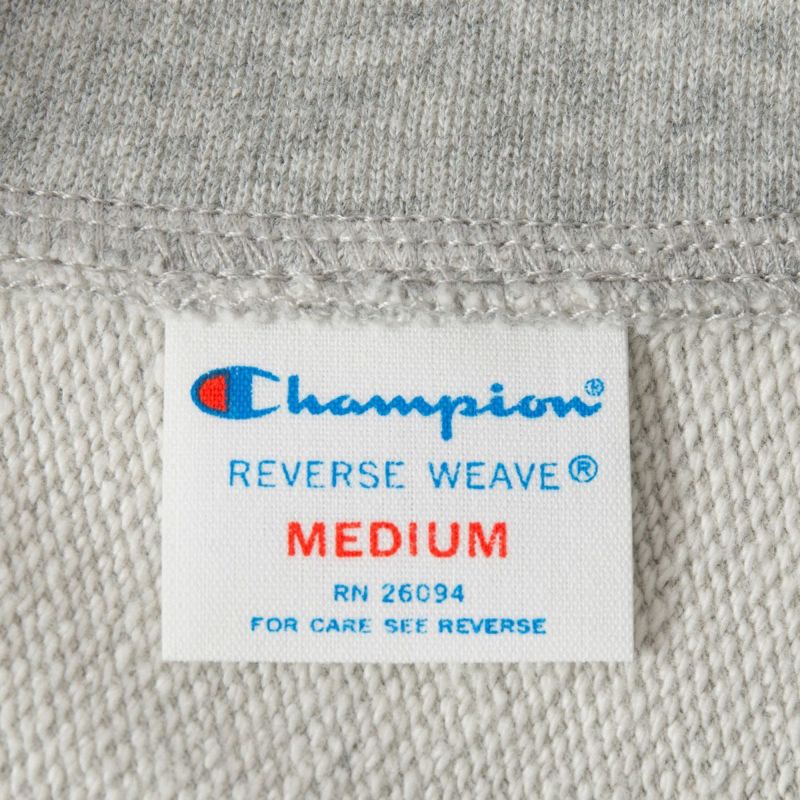 Champion®
REVERSE WEAVE®
MEDIUM
RN 26094
FOR CARE SEE REVERSE